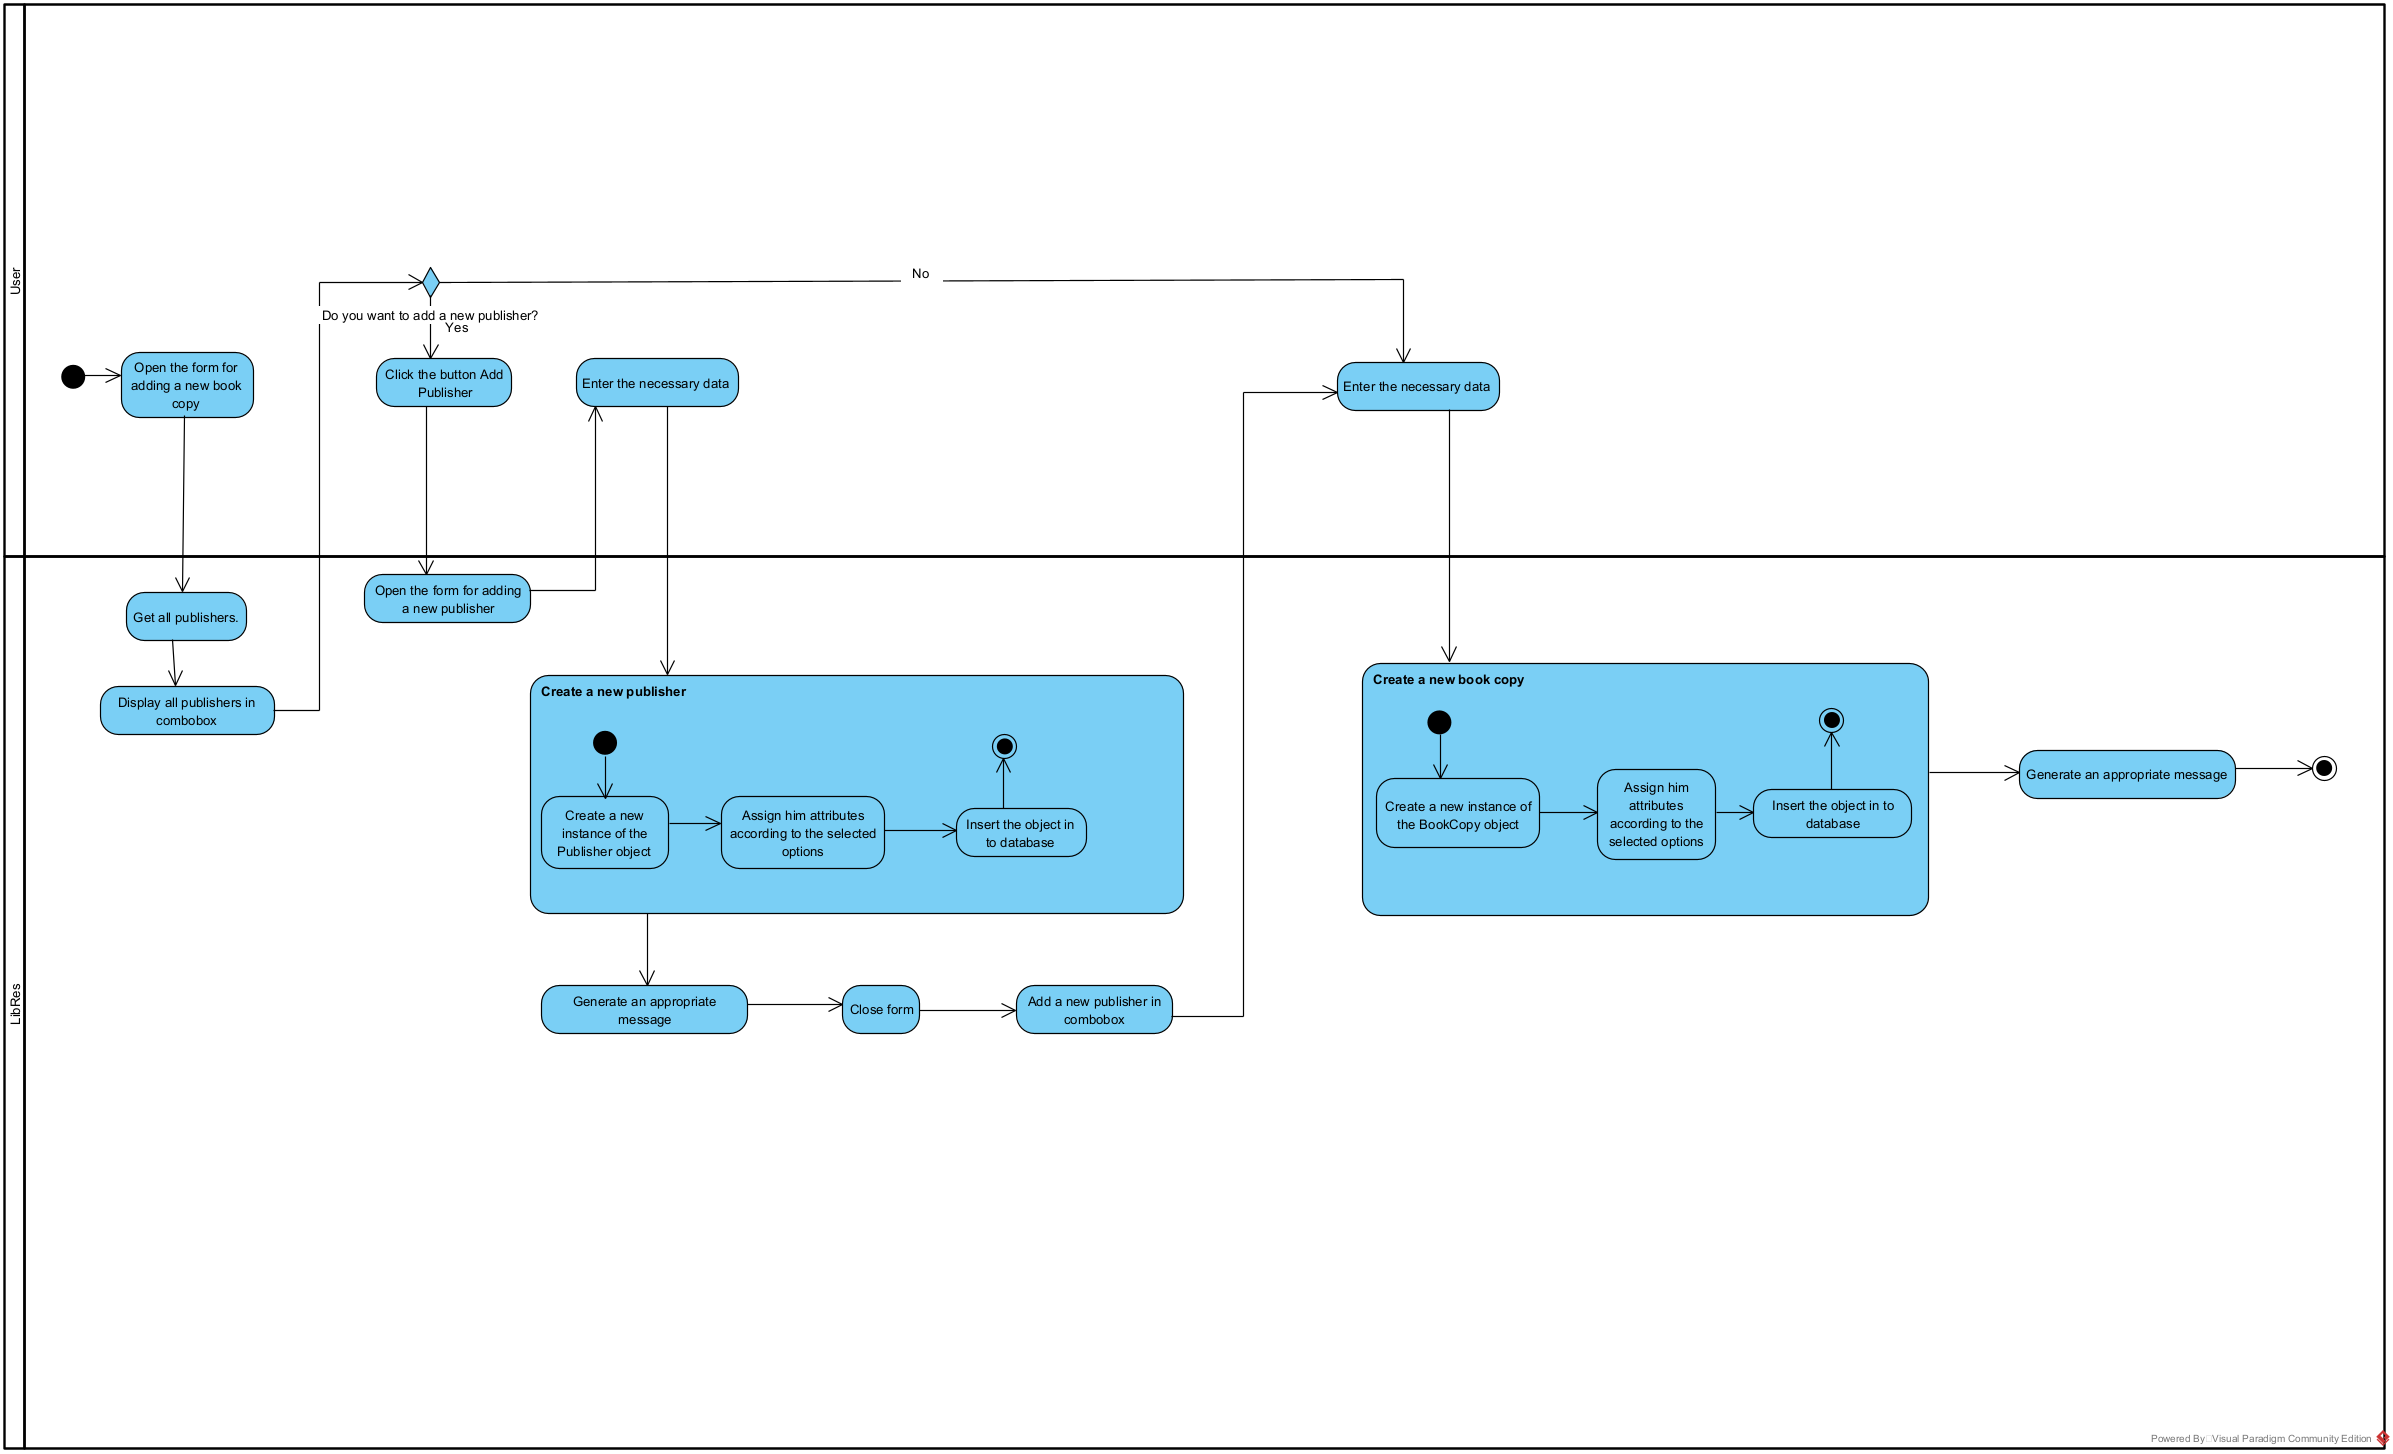 User
No
Do you want to add a new publisher?
Yes
Open the form for
adding a new book
copy
Click the button Add
Publisher
Enter the necessary data
Enter the necessary data
LibRes
Get all publishers.
Display all publishers in
combobox
Open the form for adding
a new publisher
Create a new publisher
Create a new
instance of the
Publisher object
Assign him attributes
according to the selected
options
Insert the object in
to database
Generate an appropriate
message
Close form
Add a new publisher in
combobox
Create a new book copy
Create a new instance of
the BookCopy object
Assign him
attributes
according to the
selected options
Insert the object in to
database
Generate an appropriate message
Powered By Visual Paradigm Community Edition